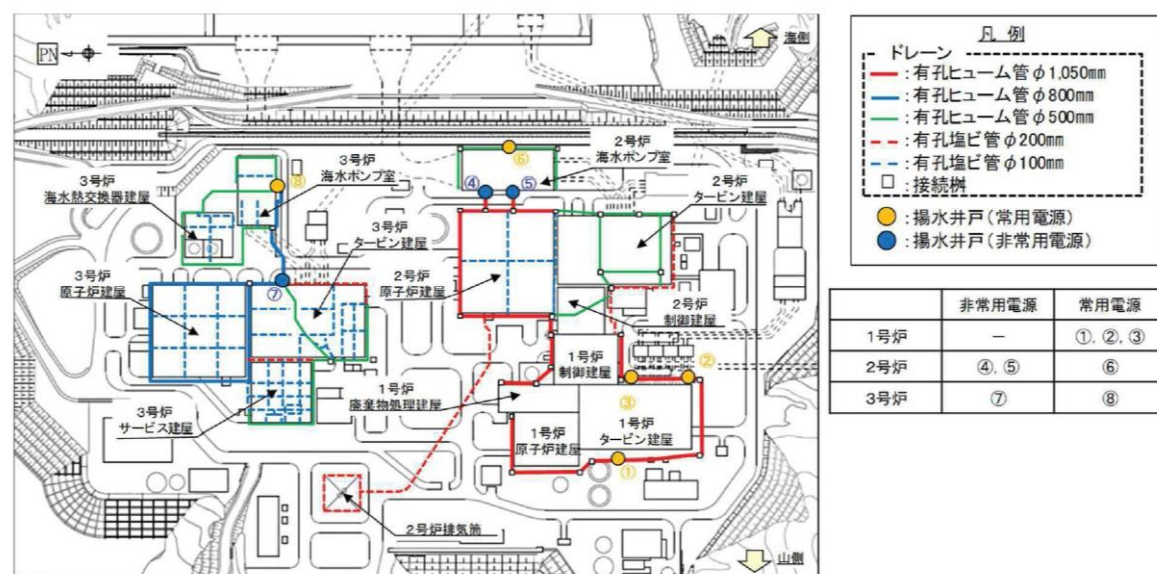 PN
海側
3号炉
海水熱交換器建屋
3号炉
海水ポンプ室
⑧
⑥
④
⑤
2号炉
海水ポンプ室
2号炉
タービン建屋
3号炉
タービン建屋
3号炉
原子炉建屋
⑦
2号炉
原子炉建屋
2号炉
制御建屋
1号炉
制御建屋
②
1号炉
廃棄物処理建屋
③
3号炉
サービス建屋
1号炉
原子炉建屋
1号炉
タービン建屋
①
2号炉排気筒
山側
凡 例
ドレーン
:有孔ヒューム管φ1,050mm
:有孔ヒューム管φ800mm
:有孔ヒューム管φ500mm
:有孔塩ビ管φ200mm
:有孔塩ビ管φ100mm
:接続桝
:揚水井戸(常用電源)
:揚水井戸(非常用電源)
非常用電源 常用電源
1号炉 − ①, ②, ③
2号炉 ④, ⑤ ⑥
3号炉 ⑦ ⑧